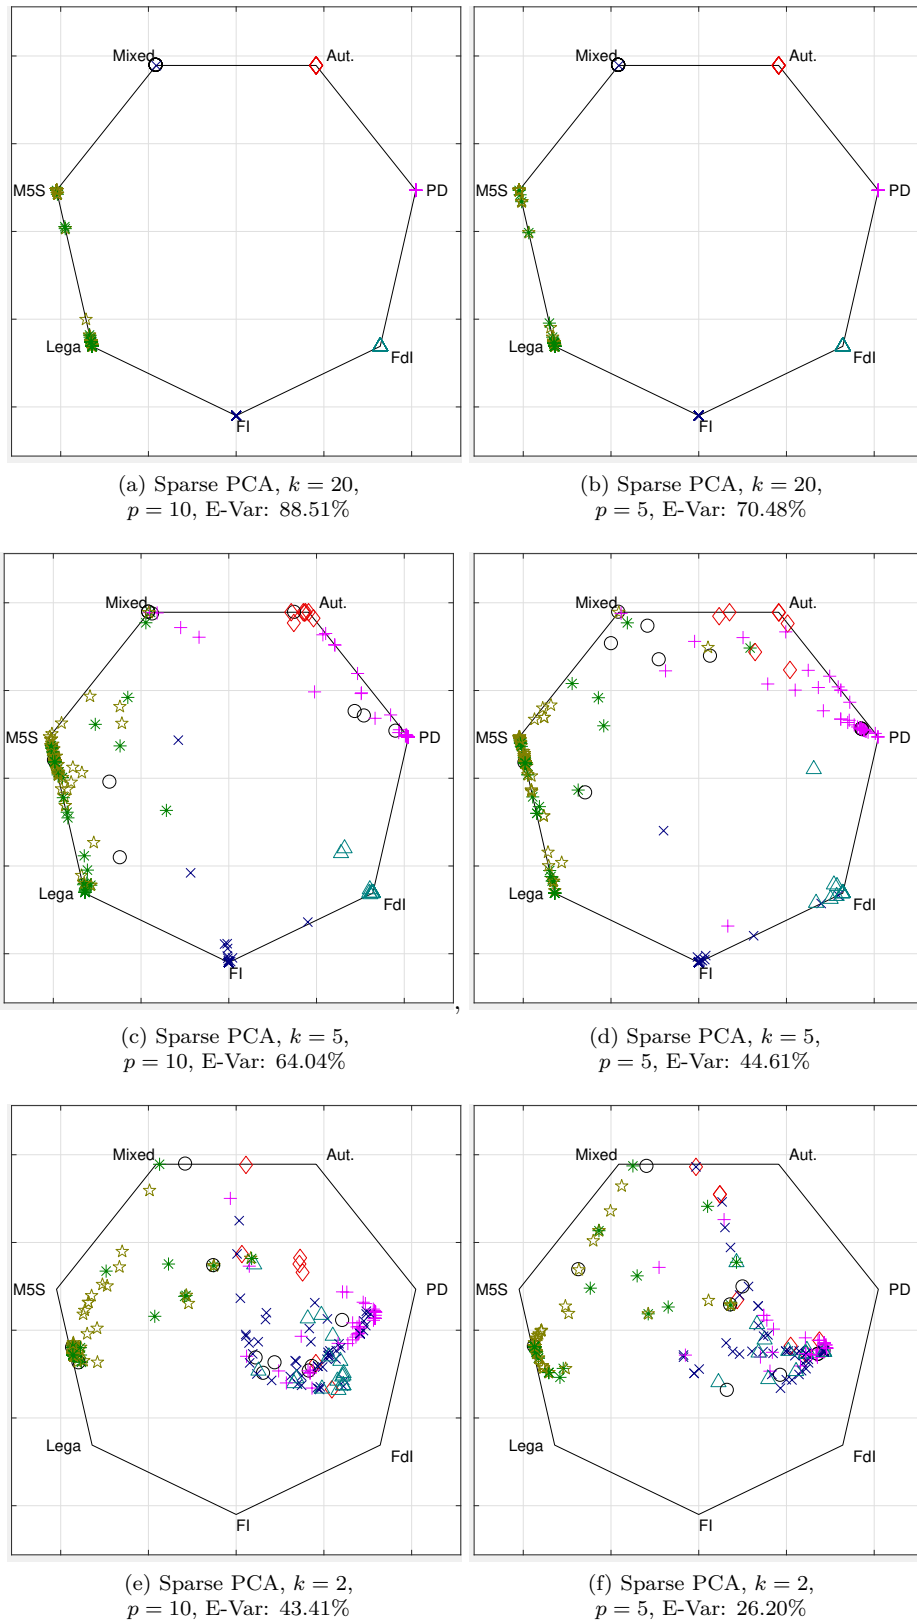 Mixed
Aut.
M5S
PD
Lega
FdI
FI
Mixed
Aut.
M5S
PD
Lega
FdI
FI
(a) Sparse PCA, k = 20,
p = 10, E-Var: 88.51%
(b) Sparse PCA, k = 20,
p = 5, E-Var: 70.48%
Mixed
Aut.
M5S
PD
Lega
FdI
FI
,
Mixed
Aut.
M5S
PD
Lega
FdI
FI
(c) Sparse PCA, k = 5,
p = 10, E-Var: 64.04%
(d) Sparse PCA, k = 5,
p = 5, E-Var: 44.61%
Mixed
Aut.
M5S
PD
Lega
FdI
FI
Mixed
Aut.
M5S
PD
Lega
FdI
FI
(e) Sparse PCA, k = 2,
p = 10, E-Var: 43.41%
(f) Sparse PCA, k = 2,
p = 5, E-Var: 26.20%